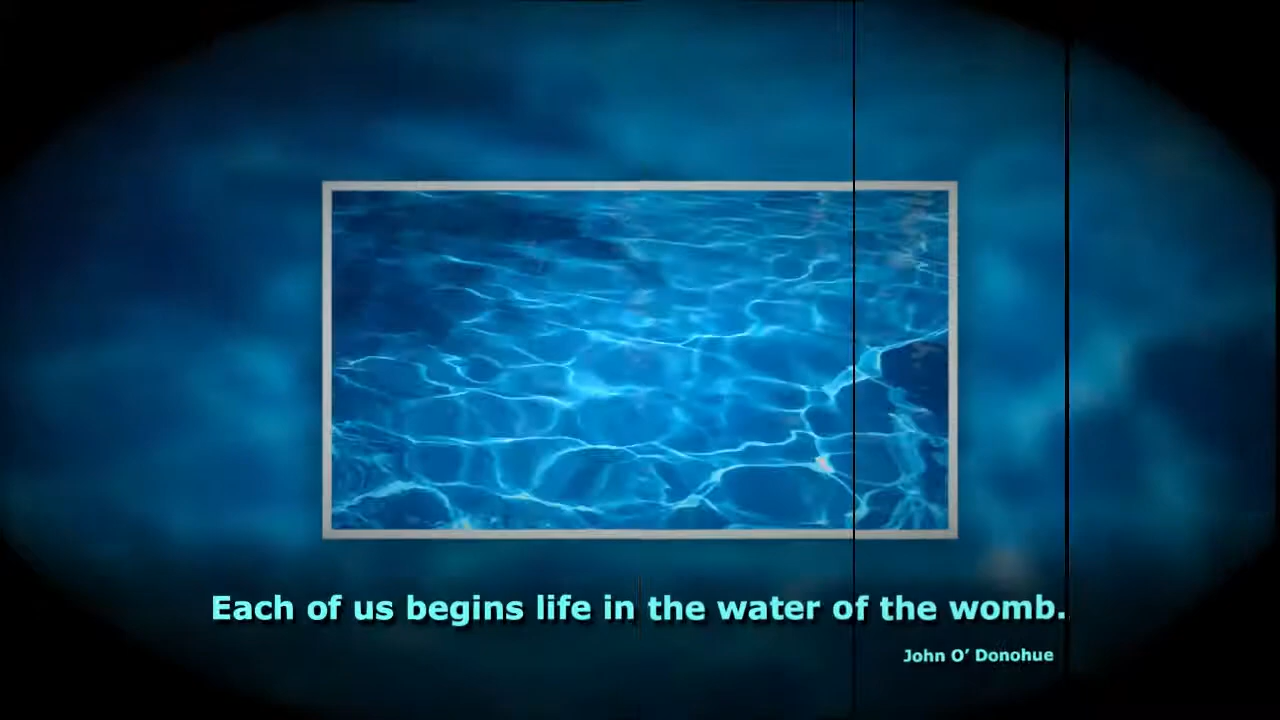 Each of us begins life in the water of the womb.
John O’ Donohue